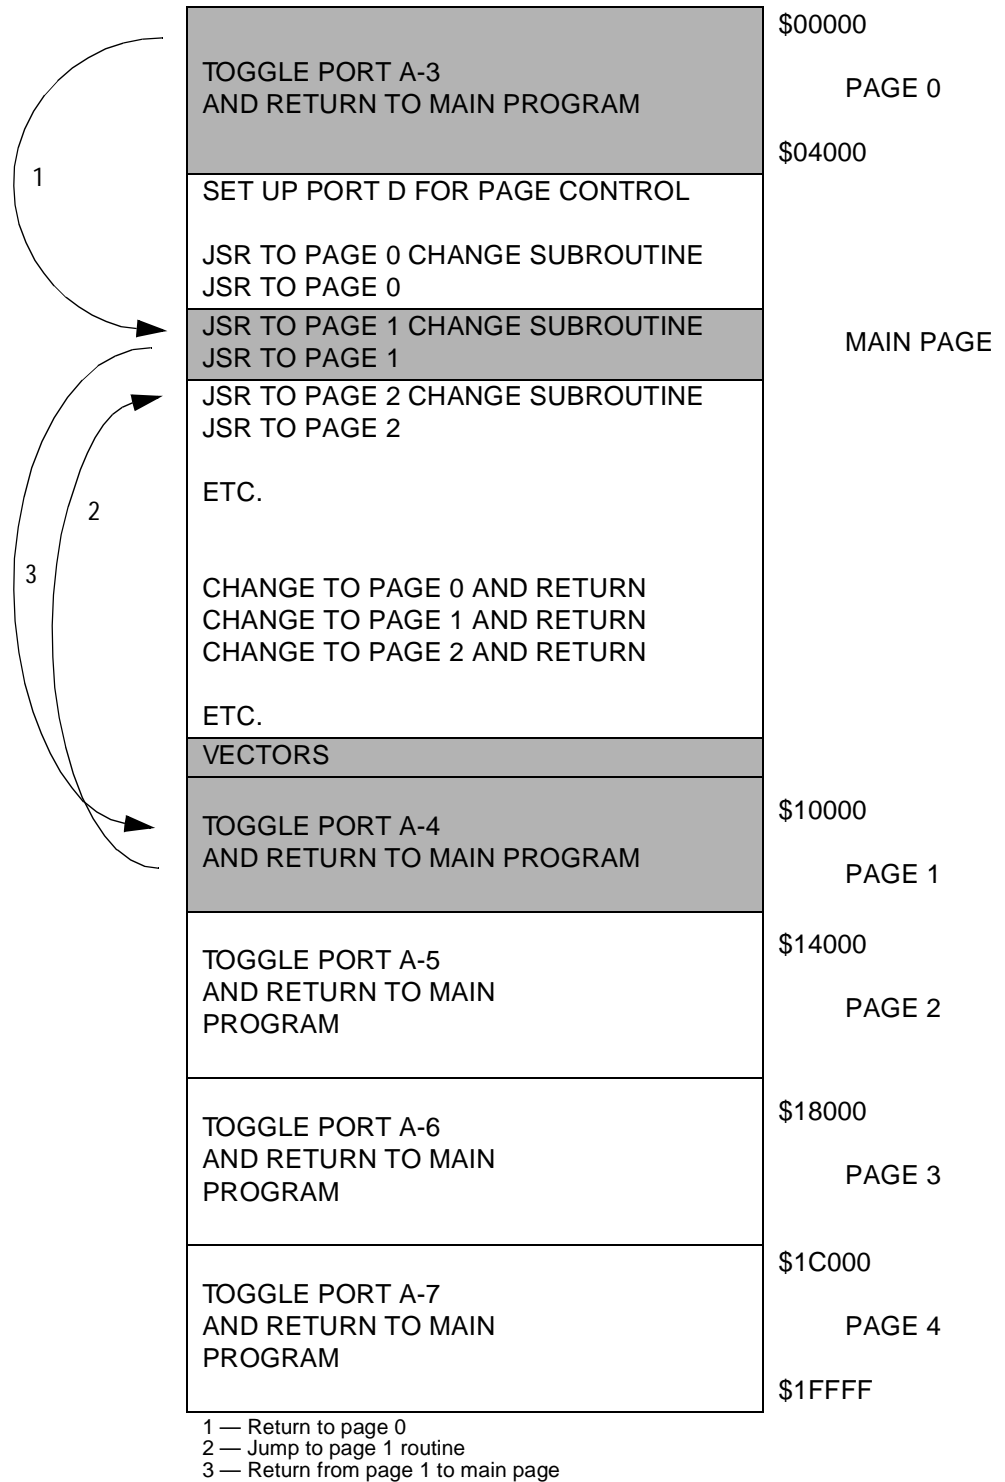 $00000
TOGGLE PORT A-3
AND RETURN TO MAIN PROGRAM
PAGE 0
$04000
1
SET UP PORT D FOR PAGE CONTROL
JSR TO PAGE 0 CHANGE SUBROUTINE
JSR TO PAGE 0
JSR TO PAGE 1 CHANGE SUBROUTINE
JSR TO PAGE 1
MAIN PAGE
JSR TO PAGE 2 CHANGE SUBROUTINE
JSR TO PAGE 2
ETC.
2
3
CHANGE TO PAGE 0 AND RETURN
CHANGE TO PAGE 1 AND RETURN
CHANGE TO PAGE 2 AND RETURN
ETC.
VECTORS
$10000
TOGGLE PORT A-4
AND RETURN TO MAIN PROGRAM
PAGE 1
$14000
TOGGLE PORT A-5
AND RETURN TO MAIN
PROGRAM
PAGE 2
$18000
TOGGLE PORT A-6
AND RETURN TO MAIN
PROGRAM
PAGE 3
$1C000
TOGGLE PORT A-7
AND RETURN TO MAIN
PROGRAM
PAGE 4
$1FFFF
1 — Return to page 0
2 — Jump to page 1 routine
3 — Return from page 1 to main page